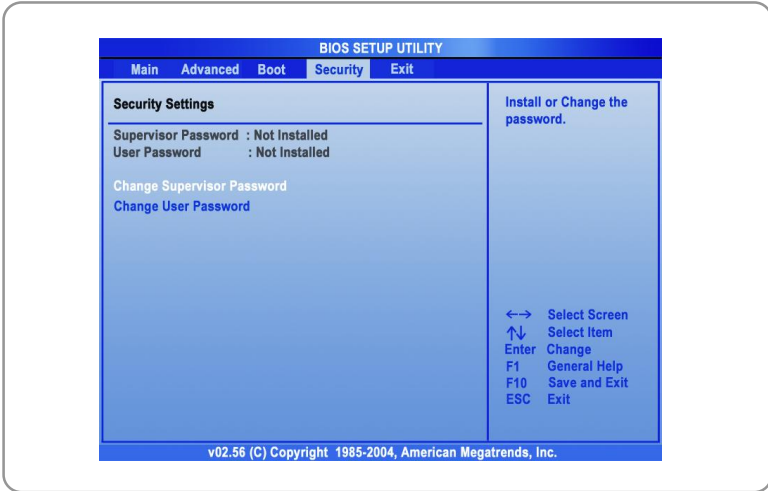 BIOS SETUP UTILITY
Main Advanced Boot Security Exit
Security Settings
Supervisor Password : Not Installed
User Password : Not Installed
Change Supervisor Password
Change User Password
Install or Change the
password.
←→ Select Screen
↑↓ Select Item
Enter Change
F1 General Help
F10 Save and Exit
ESC Exit
v02.56 (C) Copyright 1985-2004, American Megatrends, Inc.